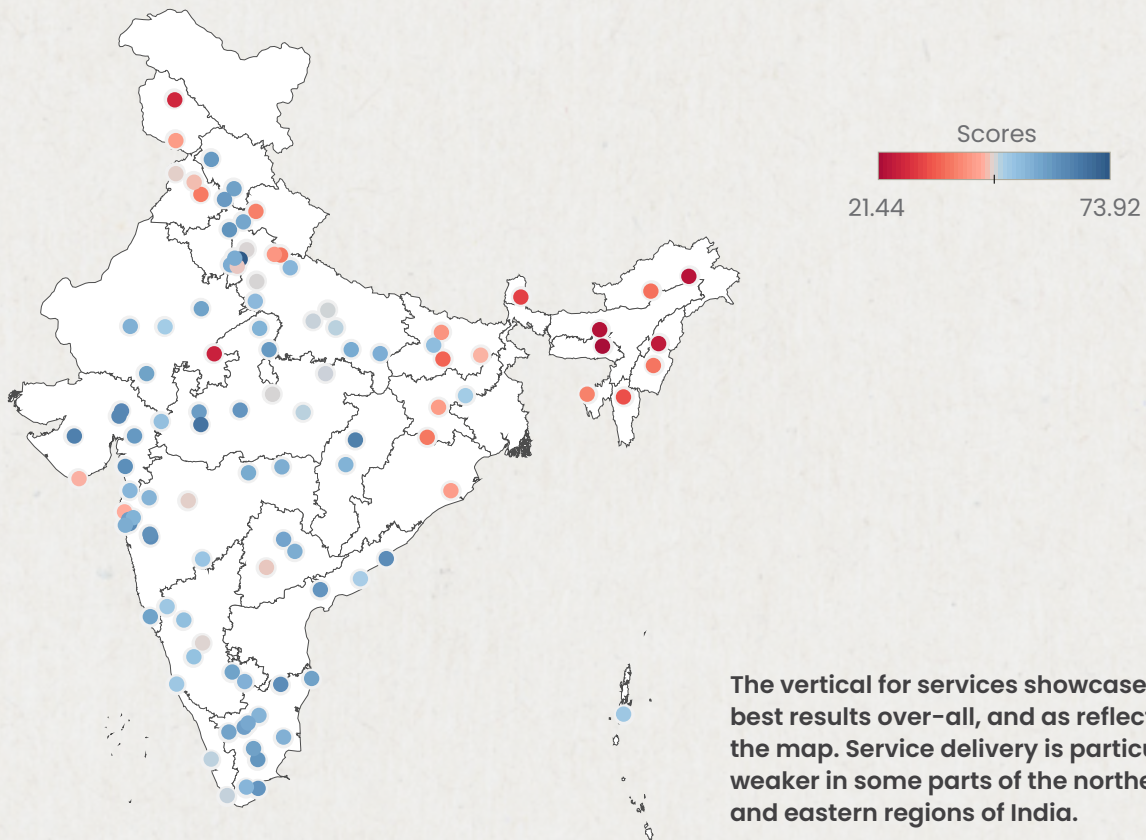 Scores
21.44 73.92
The vertical for services showcase
best results over-all, and as reflec
the map. Service delivery is particu
weaker in some parts of the northe
and eastern regions of India.